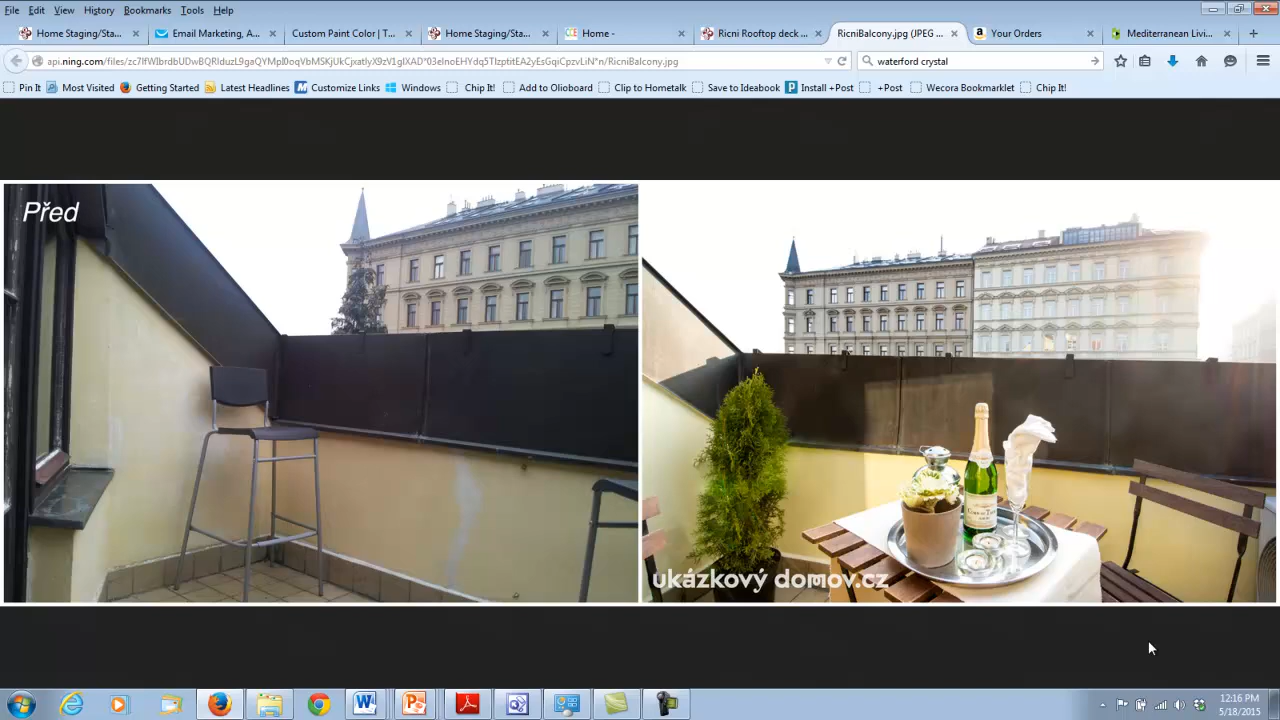 File Edit View History Bookmarks Tools Help
Home Staging/Sta... Email Marketing, A... Custom Paint Color | T... Home Staging/Sta... COE Home - Ricni Rooftop deck ... RicniBalcony.jpg (JPEG ... Your Orders Mediterranean Livi...
waterford crystal
Pin It Most Visited Getting Started Latest Headlines Customize Links Windows Chip It! Add to Olioboard Clip to Hometalk Save to Ideabook Install +Post +Post Wecora Bookmarklet Chip It!
Před
ukázkový domov.cz
12:16 PM
5/18/2015